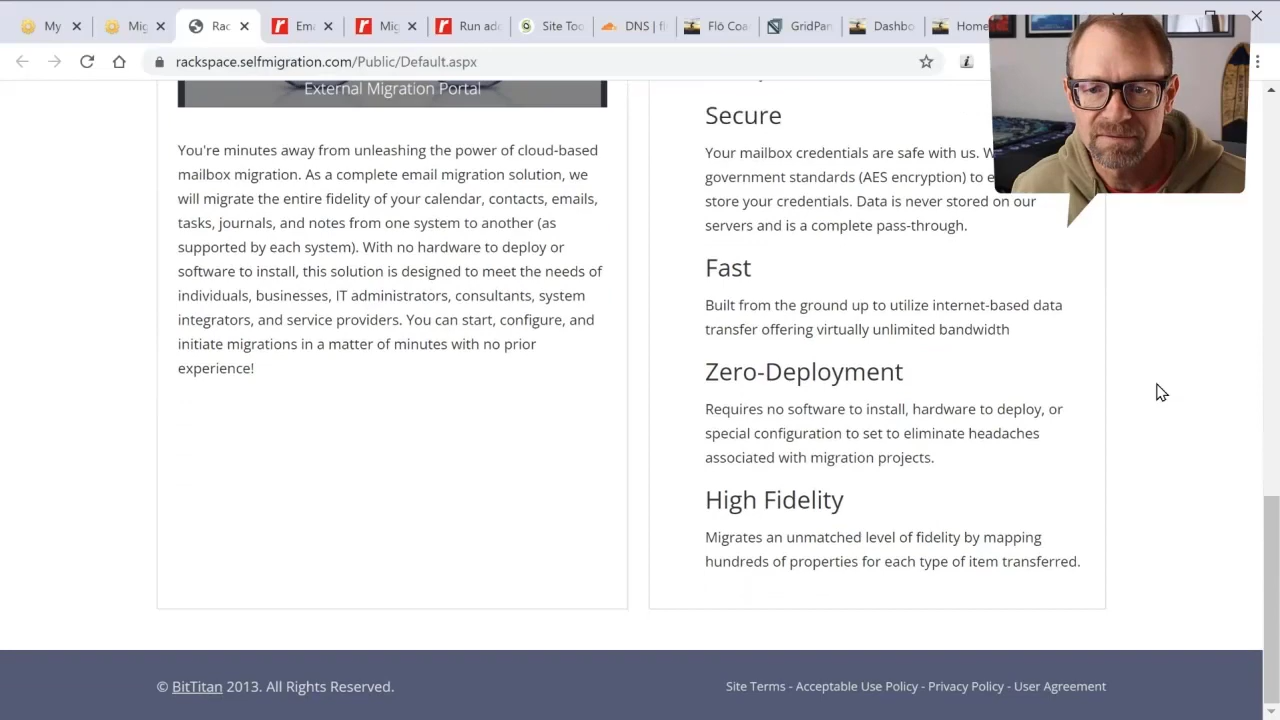 My
Mig
Rac
Em
Mig
Run ad
Site Too
DNS | fl
Flō Coa
GridPan
Dashbo
Home
rackspace.selfmigration.com/Public/Default.aspx
External Migration Portal
You're minutes away from unleashing the power of cloud-based
mailbox migration. As a complete email migration solution, we
will migrate the entire fidelity of your calendar, contacts, emails,
tasks, journals, and notes from one system to another (as
supported by each system). With no hardware to deploy or
software to install, this solution is designed to meet the needs of
individuals, businesses, IT administrators, consultants, system
integrators, and service providers. You can start, configure, and
initiate migrations in a matter of minutes with no prior
experience!
Secure
Your mailbox credentials are safe with us. W
government standards (AES encryption) to e
store your credentials. Data is never stored on our
servers and is a complete pass-through.
Fast
Built from the ground up to utilize internet-based data
transfer offering virtually unlimited bandwidth
Zero-Deployment
Requires no software to install, hardware to deploy, or
special configuration to set to eliminate headaches
associated with migration projects.
High Fidelity
Migrates an unmatched level of fidelity by mapping
hundreds of properties for each type of item transferred.
© BitTitan 2013. All Rights Reserved.
Site Terms - Acceptable Use Policy - Privacy Policy - User Agreement